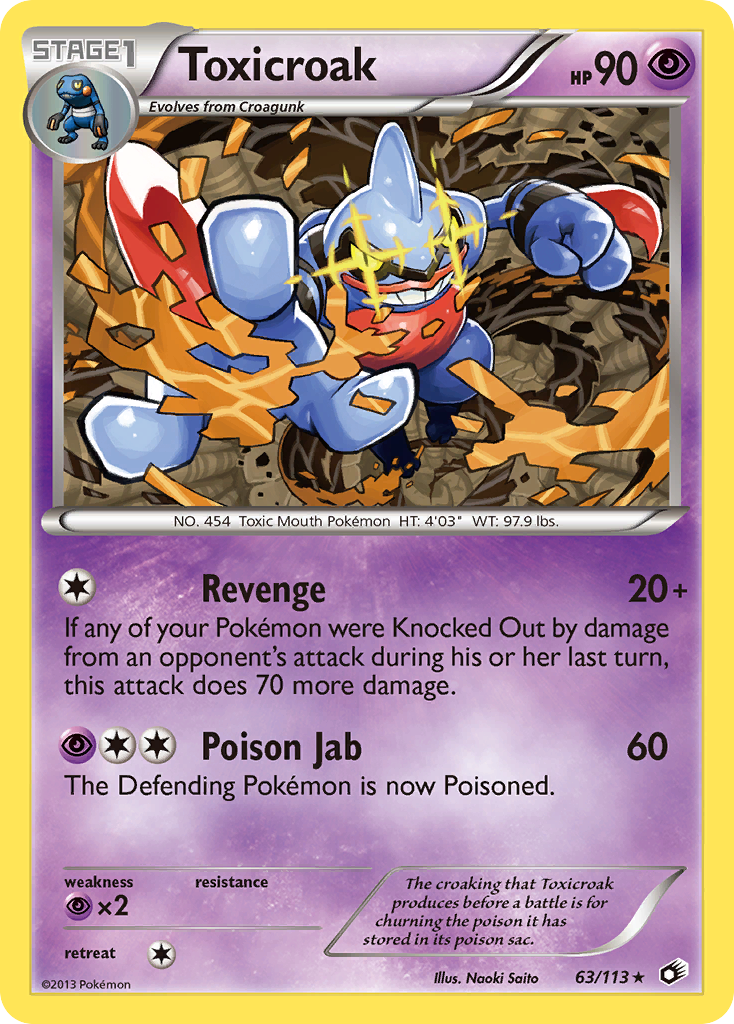 STAGE1
Toxicroak
HP 90
Evolves from Croagunk
NO. 454 Toxic Mouth Pokémon HT: 4'03" WT: 97.9 lbs.
Revenge 20+
If any of your Pokémon were Knocked Out by damage
from an opponent's attack during his or her last turn,
this attack does 70 more damage.
Poison Jab 60
The Defending Pokémon is now Poisoned.
weakness resistance
×2
retreat
The croaking that Toxicroak
produces before a battle is for
churning the poison it has
stored in its poison sac.
©2013 Pokémon Illus. Naoki Saito 63/113 ★